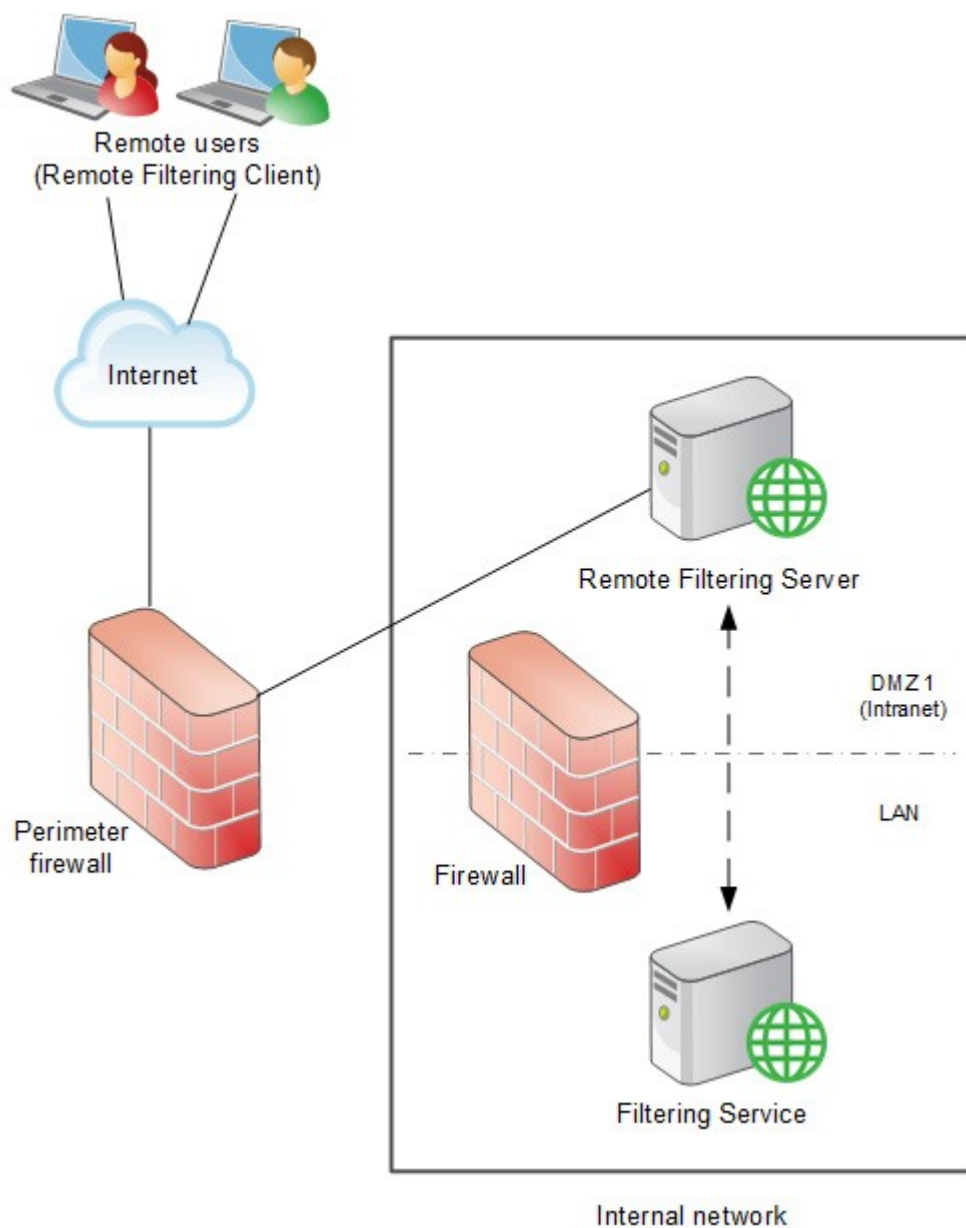 Remote users
(Remote Filtering Client)
Internet
Remote Filtering Server
DMZ 1
(Intranet)
LAN
Perimeter
firewall
Firewall
Filtering Service
Internal network